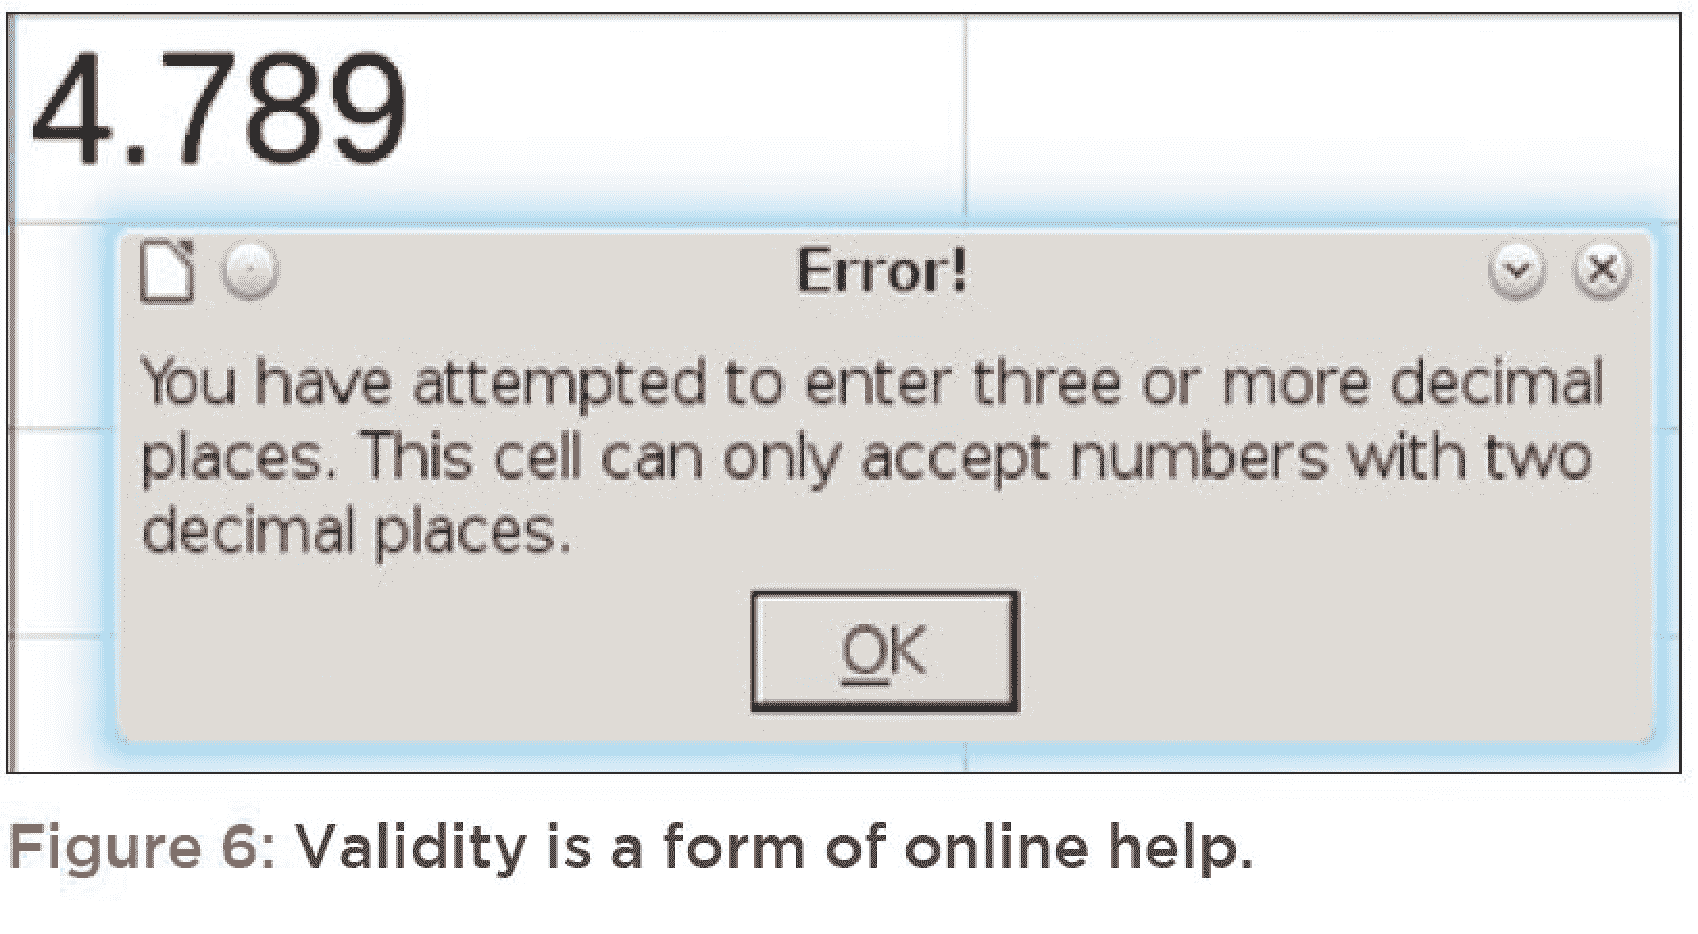 4.789
Error!
You have attempted to enter three or more decimal
places. This cell can only accept numbers with two
decimal places.
OK
Figure 6: Validity is a form of online help.